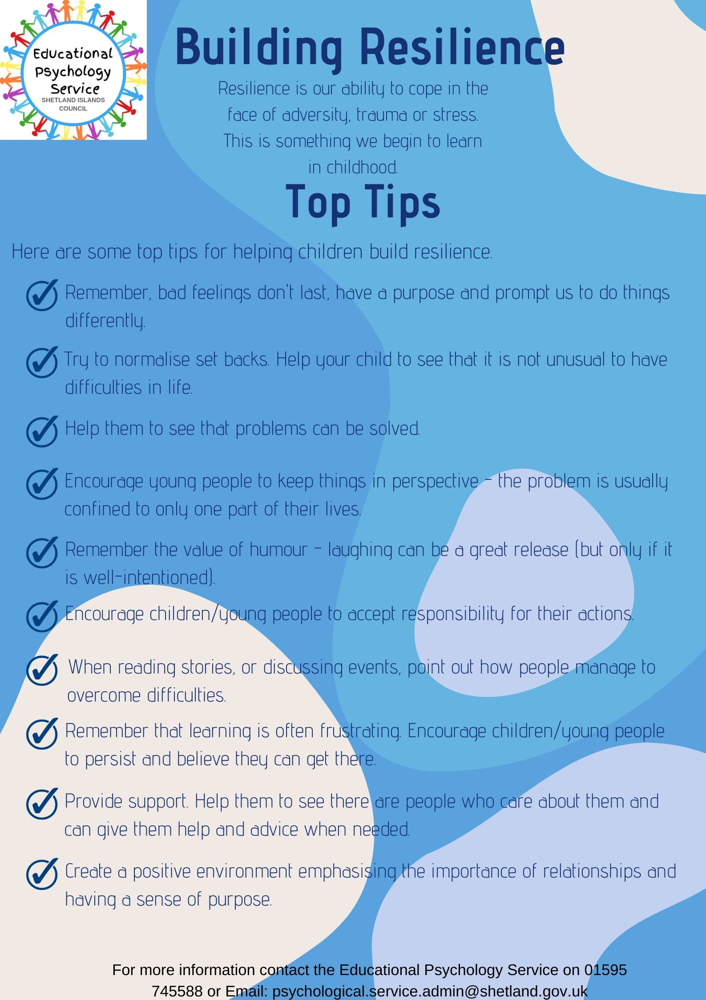 Educational
Psychology
Service
SHETLAND ISLANDS
COUNCIL
Building Resilience
Resilience is our ability to cope in the
face of adversity, trauma or stress.
This is something we begin to learn
in childhood.
Top Tips
Here are some top tips for helping children build resilience.
Remember, bad feelings don't last, have a purpose and prompt us to do things
differently.
Try to normalise set backs. Help your child to see that it is not unusual to have
difficulties in life.
Help them to see that problems can be solved.
Encourage young people to keep things in perspective - the problem is usually
confined to only one part of their lives.
Remember the value of humour - laughing can be a great release (but only if it
is well-intentioned).
Encourage children/young people to accept responsibility for their actions.
When reading stories, or discussing events, point out how people manage to
overcome difficulties.
Remember that learning is often frustrating. Encourage children/young people
to persist and believe they can get there.
Provide support. Help them to see there are people who care about them and
can give them help and advice when needed.
Create a positive environment emphasising the importance of relationships and
having a sense of purpose.
For more information contact the Educational Psychology Service on 01595
745588 or Email: psychological.service.admin@shetland.gov.uk